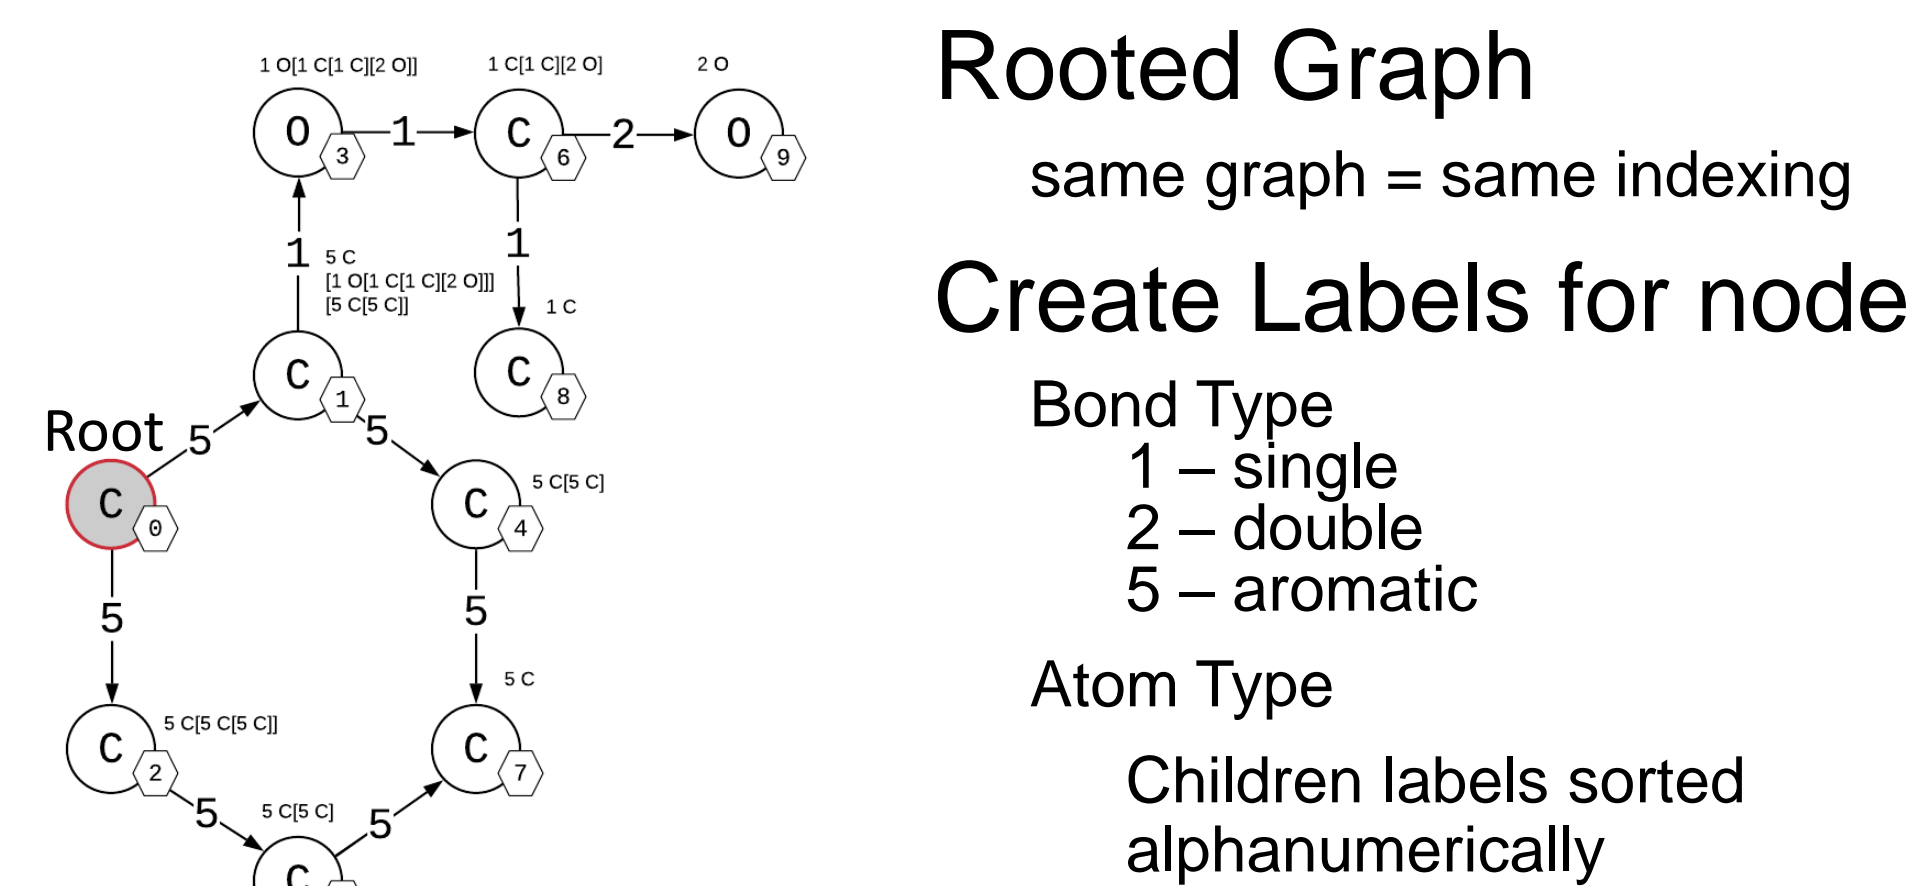 1 O[1 C[1 C][2 O]]
1 C[1 C][2 O]
2 O
O
3
1
C
6
2
O
9
1
5 C
[1 O[1 C[1 C][2 O]]]
[5 C[5 C]]
1
1 C
C
1
C
8
Root
5
5
C
0
C
4
5 C[5 C]
5
5
5 C
C
2
5 C[5 C[5 C]]
C
7
5
5 C[5 C]
5
C
Rooted Graph
same graph = same indexing
Create Labels for node
Bond Type
1 – single
2 – double
5 – aromatic
Atom Type
Children labels sorted
alphanumerically